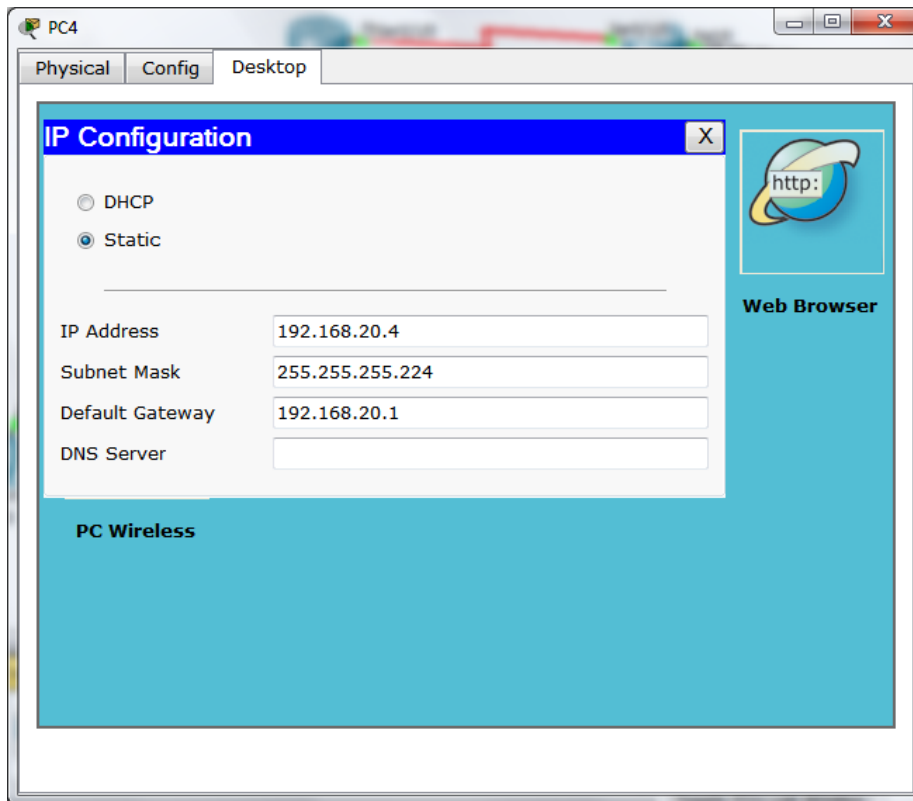 PC4
Physical Config Desktop
IP Configuration X
DHCP
Static
http:
Web Browser
IP Address 192.168.20.4
Subnet Mask 255.255.255.224
Default Gateway 192.168.20.1
DNS Server
PC Wireless